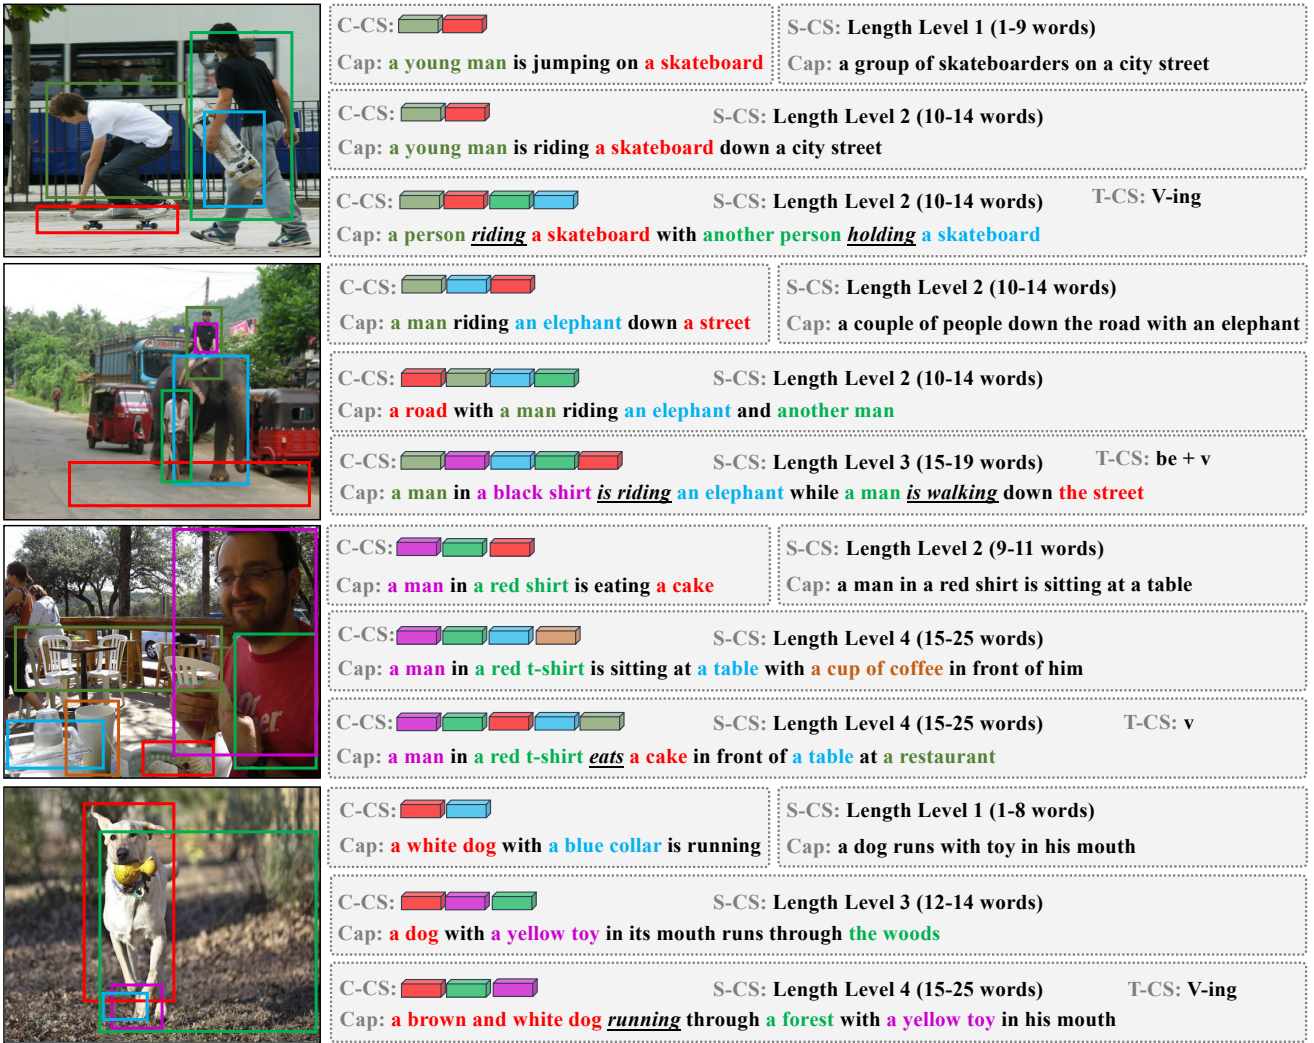 C-CS:
Cap: a young man is jumping on a skateboard
S-CS: Length Level 1 (1-9 words)
Cap: a group of skateboarders on a city street
C-CS: S-CS: Length Level 2 (10-14 words)
Cap: a young man is riding a skateboard down a city street
C-CS: S-CS: Length Level 2 (10-14 words) T-CS: V-ing
Cap: a person riding a skateboard with another person holding a skateboard
C-CS:
Cap: a man riding an elephant down a street
S-CS: Length Level 2 (10-14 words)
Cap: a couple of people down the road with an elephant
C-CS: S-CS: Length Level 2 (10-14 words)
Cap: a road with a man riding an elephant and another man
C-CS: S-CS: Length Level 3 (15-19 words) T-CS: be + v
Cap: a man in a black shirt is riding an elephant while a man is walking down the street
C-CS:
Cap: a man in a red shirt is eating a cake
S-CS: Length Level 2 (9-11 words)
Cap: a man in a red shirt is sitting at a table
C-CS: S-CS: Length Level 4 (15-25 words)
Cap: a man in a red t-shirt is sitting at a table with a cup of coffee in front of him
C-CS: S-CS: Length Level 4 (15-25 words) T-CS: v
Cap: a man in a red t-shirt eats a cake in front of a table at a restaurant
C-CS:
Cap: a white dog with a blue collar is running
S-CS: Length Level 1 (1-8 words)
Cap: a dog runs with toy in his mouth
C-CS: S-CS: Length Level 3 (12-14 words)
Cap: a dog with a yellow toy in its mouth runs through the woods
C-CS: S-CS: Length Level 4 (15-25 words) T-CS: V-ing
Cap: a brown and white dog running through a forest with a yellow toy in his mouth